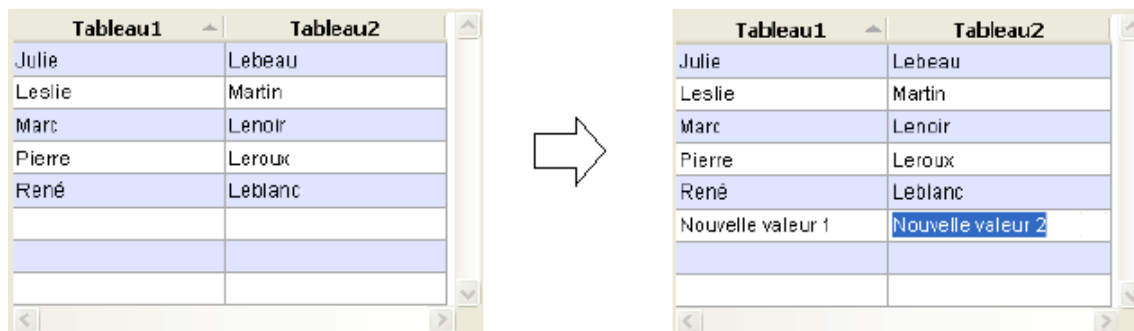 Tableau1 Tableau2
Julie Lebeau
Leslie Martin
Marc Lenoir
Pierre Leroux
René Leblanc
Tableau1 Tableau2
Julie Lebeau
Leslie Martin
Marc Lenoir
Pierre Leroux
René Leblanc
Nouvelle valeur 1 Nouvelle valeur 2